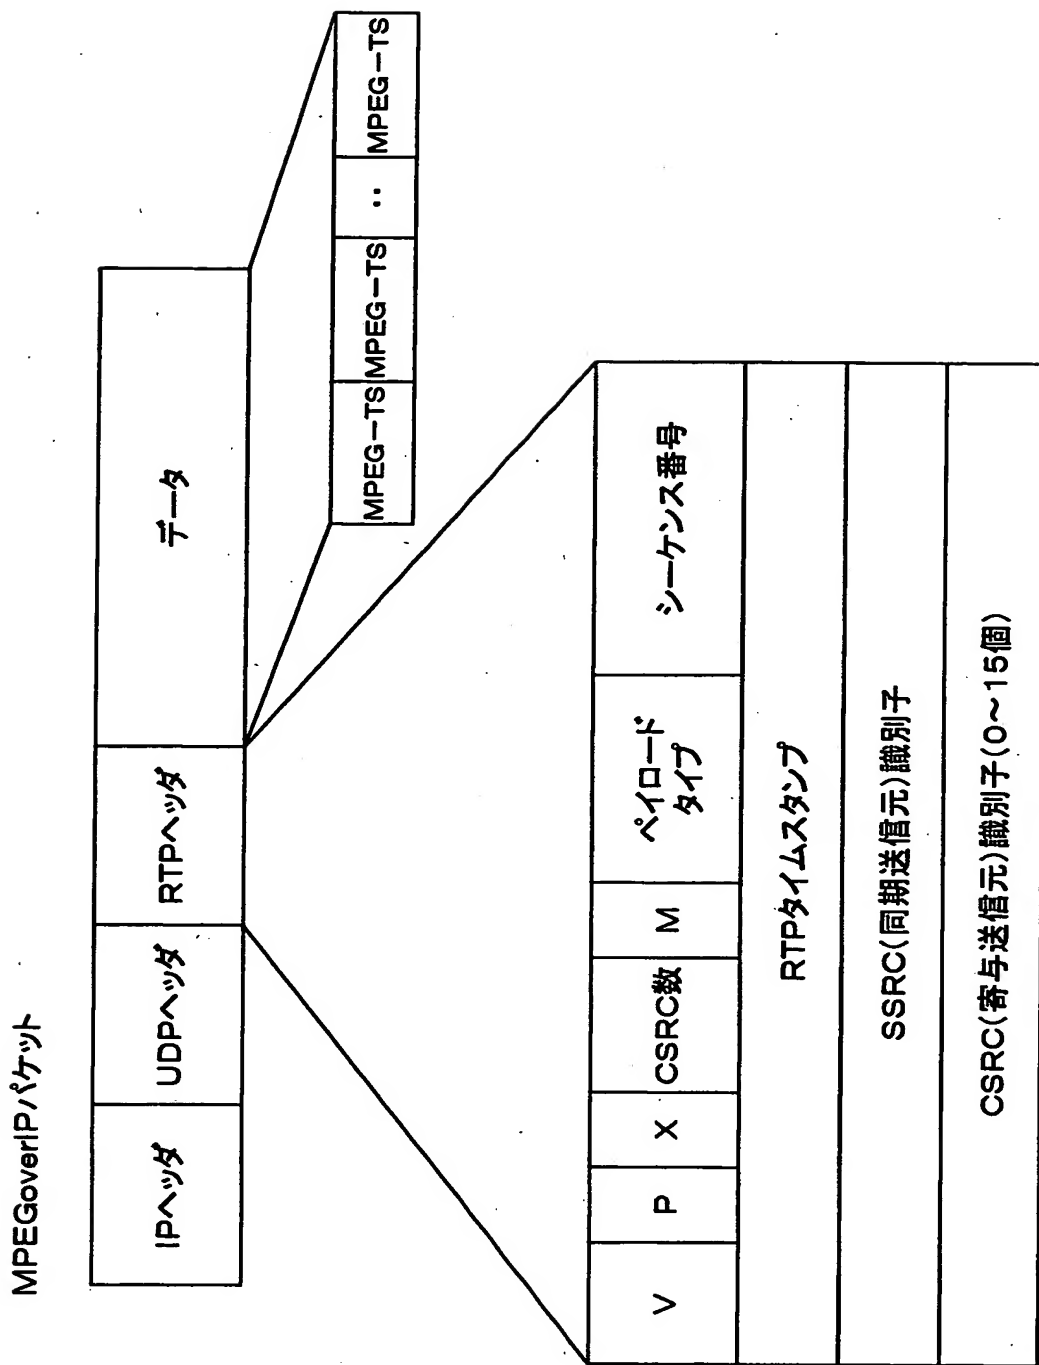 MPEGoverIPパケット
IPヘッダ UDPヘッダ RTPヘッダ データ
MPEG－TS MPEG－TS ‥ MPEG－TS
V P X CSRC数 M ペイロード タイプ シーケンス番号
RTPタイムスタンプ
SSRC(同期送信元)識別子
CSRC(寄与送信元)識別子(0～15個)